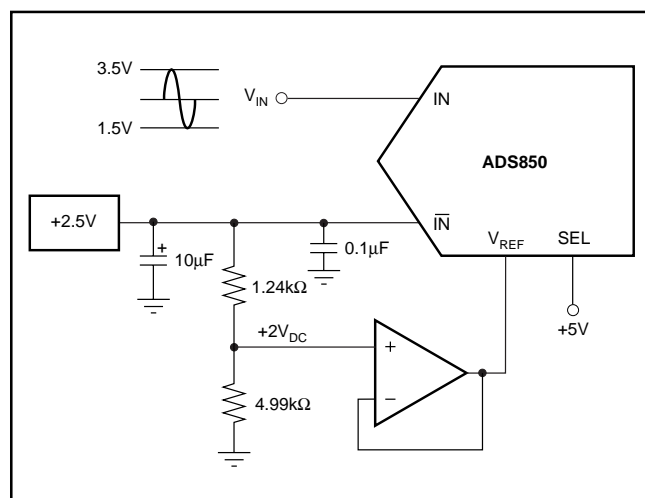 3.5V
1.5V
V_IN
IN
ADS850
+2.5V
I̅N̅
V_REF
SEL
+
10µF
0.1µF
1.24kΩ
+2V_DC
+
−
+5V
4.99kΩ